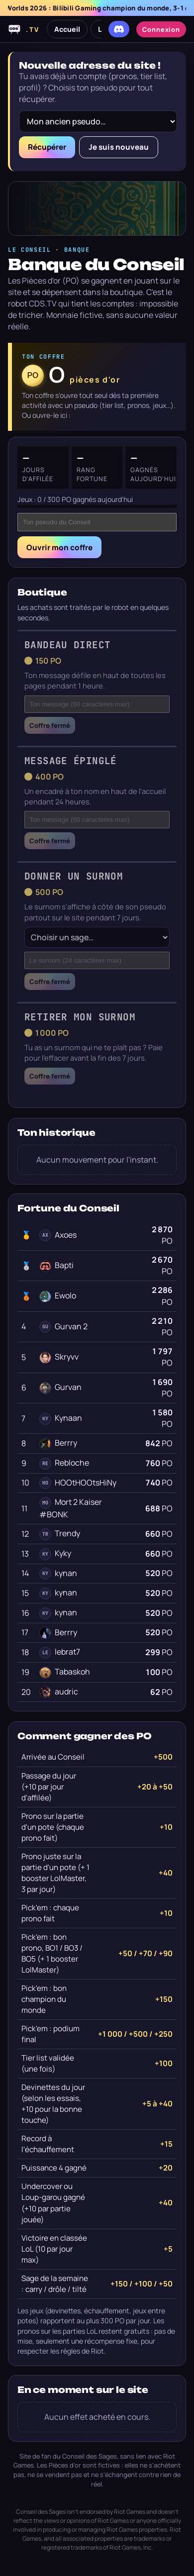 Worlds 2026 : Bilibili Gaming champion du monde, 3-1
.TV
Accueil
L
Connexion
Nouvelle adresse du site !
Tu avais déjà un compte (pronos, tier list,
profil) ? Choisis ton pseudo pour tout
récupérer.
Mon ancien pseudo…
Récupérer
Je suis nouveau
LE CONSEIL · BANQUE
Banque du Conseil
Les Pièces d'or (PO) se gagnent en jouant sur le
site et se dépensent dans la boutique. C'est le
robot CDS.TV qui tient les comptes : impossible
de tricher. Monnaie fictive, sans aucune valeur
réelle.
TON COFFRE
PO
0 pièces d'or
Ton coffre s'ouvre tout seul dès ta première
activité avec un pseudo (tier list, pronos, jeux…).
Ou ouvre-le ici :
–
JOURS
D'AFFILÉE
–
RANG
FORTUNE
–
GAGNÉS
AUJOURD'HUI
Jeux : 0 / 300 PO gagnés aujourd'hui
Ton pseudo du Conseil
Ouvrir mon coffre
Boutique
Les achats sont traités par le robot en quelques
secondes.
BANDEAU DIRECT
150 PO
Ton message défile en haut de toutes les
pages pendant 1 heure.
Ton message (60 caractères max)
Coffre fermé
MESSAGE ÉPINGLÉ
400 PO
Un encadré à ton nom en haut de l'accueil
pendant 24 heures.
Ton message (60 caractères max)
Coffre fermé
DONNER UN SURNOM
500 PO
Le surnom s'affiche à côté de son pseudo
partout sur le site pendant 7 jours.
Choisir un sage…
Le surnom (24 caractères max)
Coffre fermé
RETIRER MON SURNOM
1 000 PO
Tu as un surnom qui ne te plaît pas ? Paie
pour l'effacer avant la fin des 7 jours.
Coffre fermé
Ton historique
Aucun mouvement pour l'instant.
Fortune du Conseil
AX Axoes 2 870 PO
Bapti 2 670 PO
Ewolo 2 286 PO
4 GU Gurvan 2 2 210 PO
5 Skryvv 1 797 PO
6 Gurvan 1 690 PO
7 KY Kynaan 1 580 PO
8 Berrry 842 PO
9 RE Rebloche 760 PO
10 HO HOOtHOOtsHiNy 740 PO
11 MO Mort 2 Kaiser #BONK 688 PO
12 TR Trendy 660 PO
13 KY Kyky 660 PO
14 KY kynan 520 PO
15 KY kynan 520 PO
16 KY kynan 520 PO
17 Berrry 520 PO
18 LE lebrat7 299 PO
19 Tabaskoh 100 PO
20 audric 62 PO
Comment gagner des PO
Arrivée au Conseil +500
Passage du jour
(+10 par jour
d'affilée) +20 à +50
Prono sur la partie
d'un pote (chaque
prono fait) +10
Prono juste sur la
partie d'un pote (+ 1
booster LolMaster,
3 par jour) +40
Pick'em : chaque
prono fait +10
Pick'em : bon
prono, BO1 / BO3 /
BO5 (+ 1 booster
LolMaster) +50 / +70 / +90
Pick'em : bon
champion du
monde +150
Pick'em : podium
final +1 000 / +500 / +250
Tier list validée
(une fois) +100
Devinettes du jour
(selon les essais,
+10 pour la bonne
touche) +5 à +40
Record à
l'échauffement +15
Puissance 4 gagné +20
Undercover ou
Loup-garou gagné
(+10 par partie
jouée) +40
Victoire en classée
LoL (10 par jour
max) +5
Sage de la semaine
: carry / drôle / tilté +150 / +100 / +50
Les jeux (devinettes, échauffement, jeux entre
potes) rapportent au plus 300 PO par jour. Les
pronos sur les parties LoL restent gratuits - pas de
mise, seulement une récompense fixe, pour
respecter les règles de Riot.
En ce moment sur le site
Aucun effet acheté en cours.
Site de fan du Conseil des Sages, sans lien avec Riot
Games. Les Pièces d'or sont fictives : elles ne s'achètent
pas, ne se vendent pas et ne s'échangent contre rien de
réel.
Conseil des Sages isn't endorsed by Riot Games and doesn't
reflect the views or opinions of Riot Games or anyone officially
involved in producing or managing Riot Games properties. Riot
Games, and all associated properties are trademarks or
registered trademarks of Riot Games, Inc.